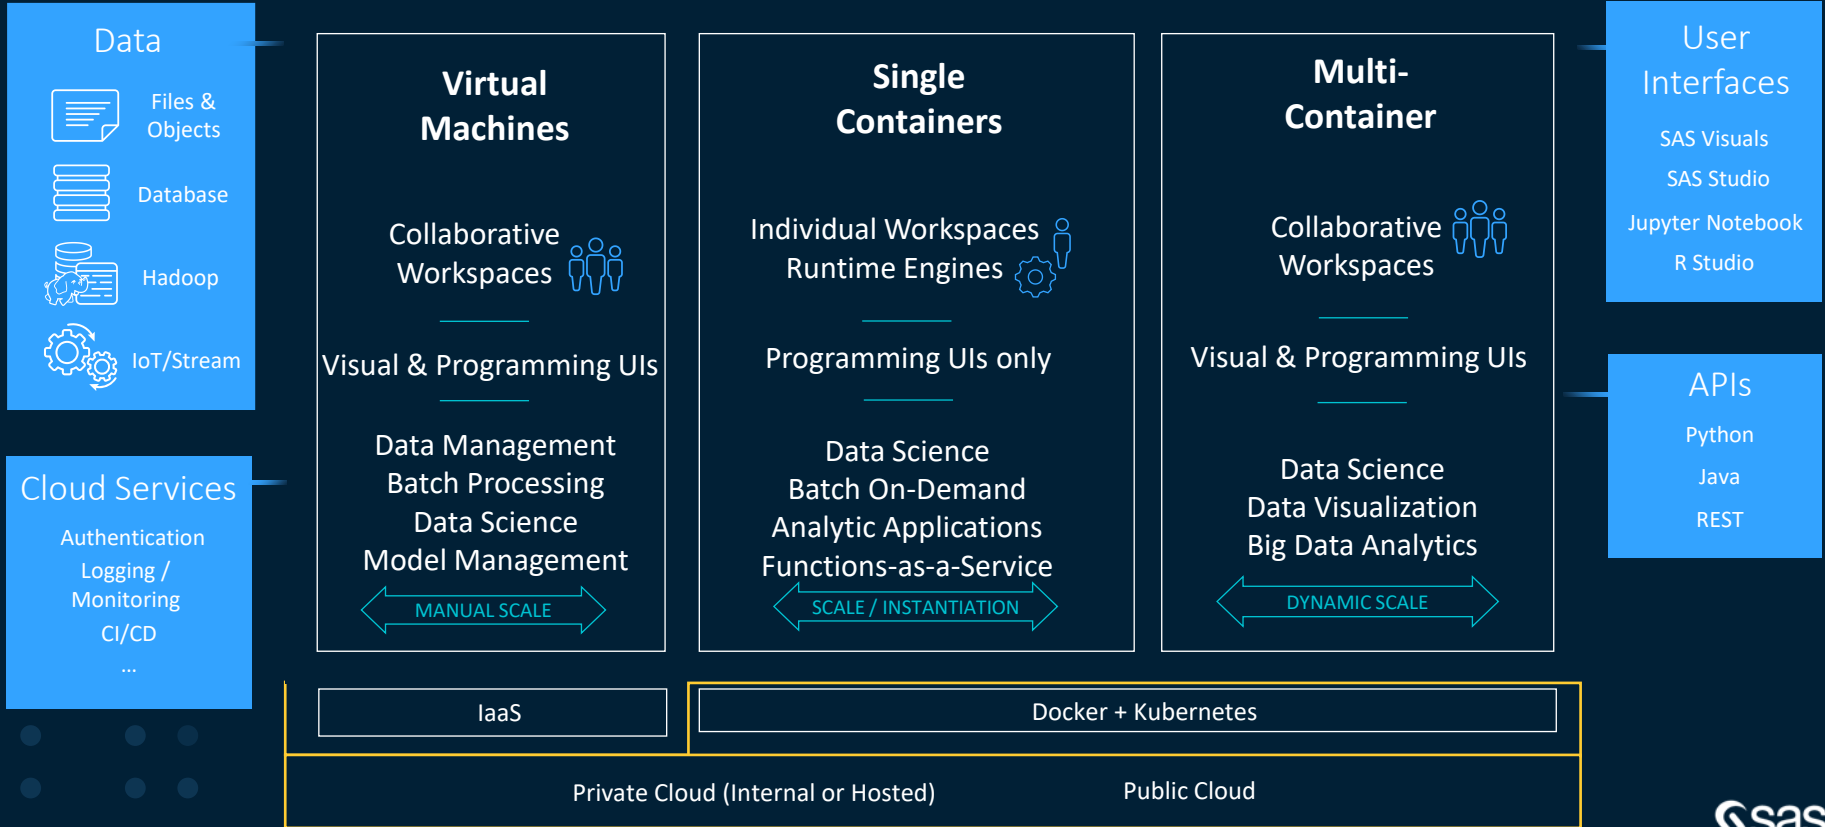 Data
Files &
Objects
Database
Hadoop
IoT/Stream
Cloud Services
Authentication
Logging /
Monitoring
CI/CD
...
Virtual
Machines
Collaborative
Workspaces
Visual & Programming UIs
Data Management
Batch Processing
Data Science
Model Management
MANUAL SCALE
Single
Containers
Individual Workspaces
Runtime Engines
Programming UIs only
Data Science
Batch On-Demand
Analytic Applications
Functions-as-a-Service
SCALE / INSTANTIATION
Multi-
Container
Collaborative
Workspaces
Visual & Programming UIs
Data Science
Data Visualization
Big Data Analytics
DYNAMIC SCALE
User
Interfaces
SAS Visuals
SAS Studio
Jupyter Notebook
R Studio
APIs
Python
Java
REST
IaaS
Docker + Kubernetes
Private Cloud (Internal or Hosted)
Public Cloud
sas